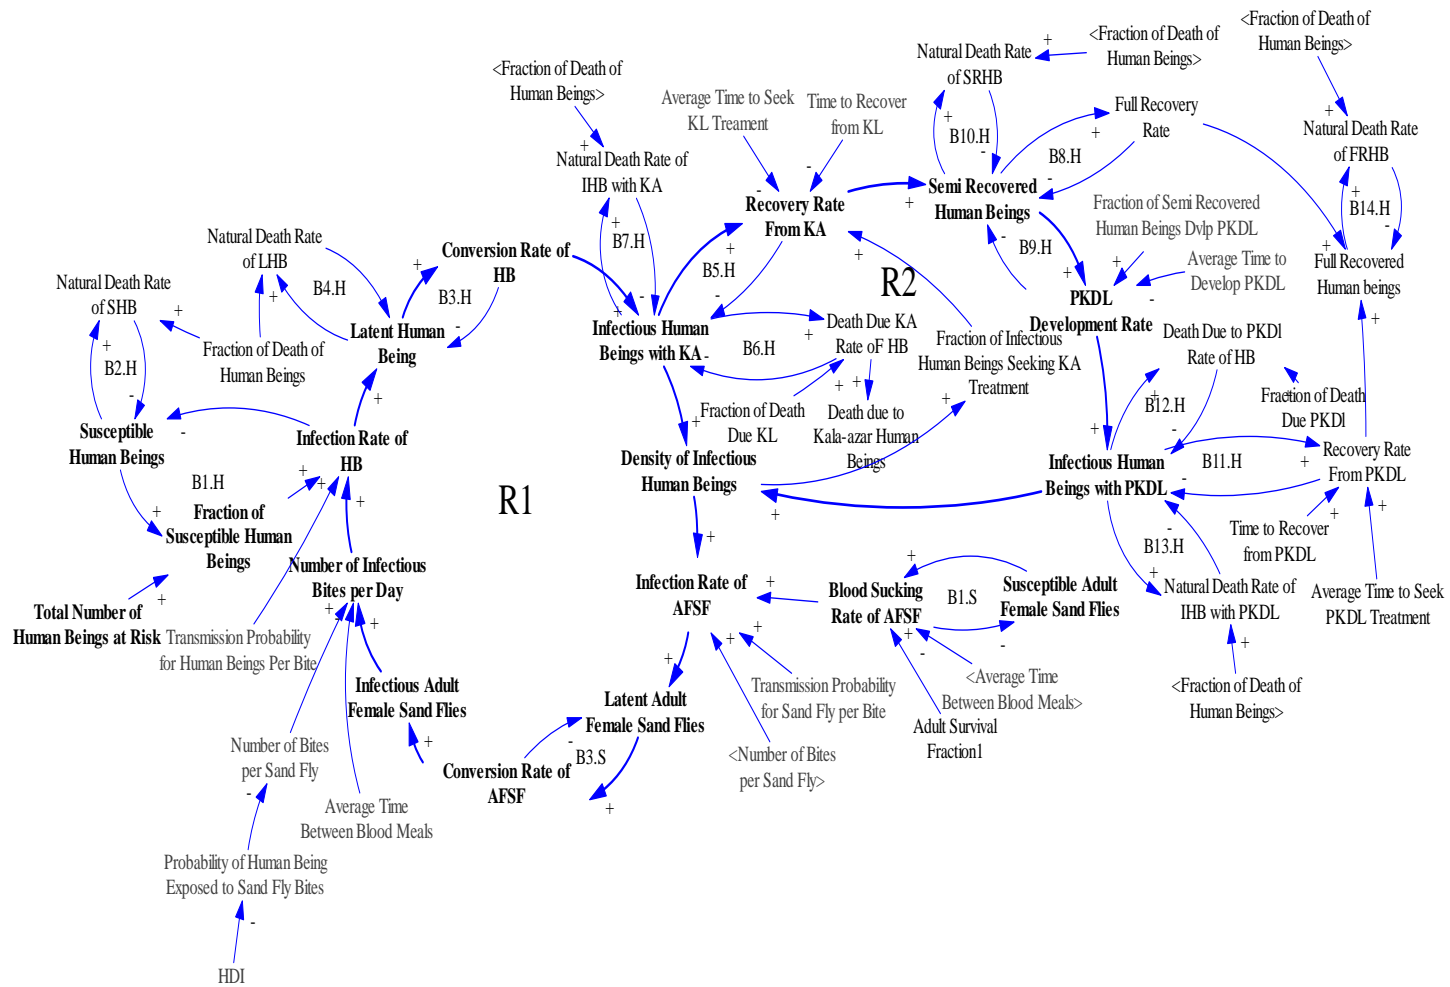 <Fraction of Death of
Human Beings>
Natural Death Rate
of SRHB
<Fraction of Death of
Human Beings>
<Fraction of Death of
Human Beings>
Average Time to Seek
KL Treament
Time to Recover
from KL
Full Recovery
Rate
Natural Death Rate of
IHB with KA
B10.H
B8.H
Natural Death Rate
of FRHB
Semi Recovered
Human Beings
Recovery Rate
From KA
Fraction of Semi Recovered
Human Beings Dvlp PKDL
B14.H
Natural Death Rate
of LHB
Conversion Rate of
HB
B7.H
B5.H
R2
B9.H
Average Time to
Develop PKDL
Full Recovered
Human beings
Natural Death Rate
of SHB
B4.H
B3.H
PKDL
Development Rate
Latent Human
Being
Infectious Human
Beings with KA
Death Due KA
Rate oF HB
Fraction of Infectious
Human Beings Seeking KA
Treatment
Death Due to PKDl
Rate of HB
B2.H
Fraction of Death of
Human Beings
B6.H
Fraction of Death
Due KL
Death due to
Kala-azar Human
Beings
B12.H
Fraction of Death
Due PKDl
Susceptible
Human Beings
Infection Rate of
HB
Density of Infectious
Human Beings
Infectious Human
Beings with PKDL
B11.H
Recovery Rate
From PKDL
B1.H
R1
Fraction of
Susceptible Human
Beings
Time to Recover
from PKDL
B13.H
Number of Infectious
Bites per Day
Infection Rate of
AFSF
Blood Sucking
Rate of AFSF
B1.S
Susceptible Adult
Female Sand Flies
Natural Death Rate of
IHB with PKDL
Average Time to Seek
PKDL Treatment
Total Number of
Human Beings at Risk
Transmission Probability
for Human Beings Per Bite
Infectious Adult
Female Sand Flies
Latent Adult
Female Sand Flies
Transmission Probability
for Sand Fly per Bite
<Average Time
Between Blood Meals>
<Fraction of Death of
Human Beings>
Adult Survival
Fraction1
Number of Bites
per Sand Fly
Conversion Rate of
AFSF
B3.S
<Number of Bites
per Sand Fly>
Average Time
Between Blood Meals
Probability of Human Being
Exposed to Sand Fly Bites
HDI